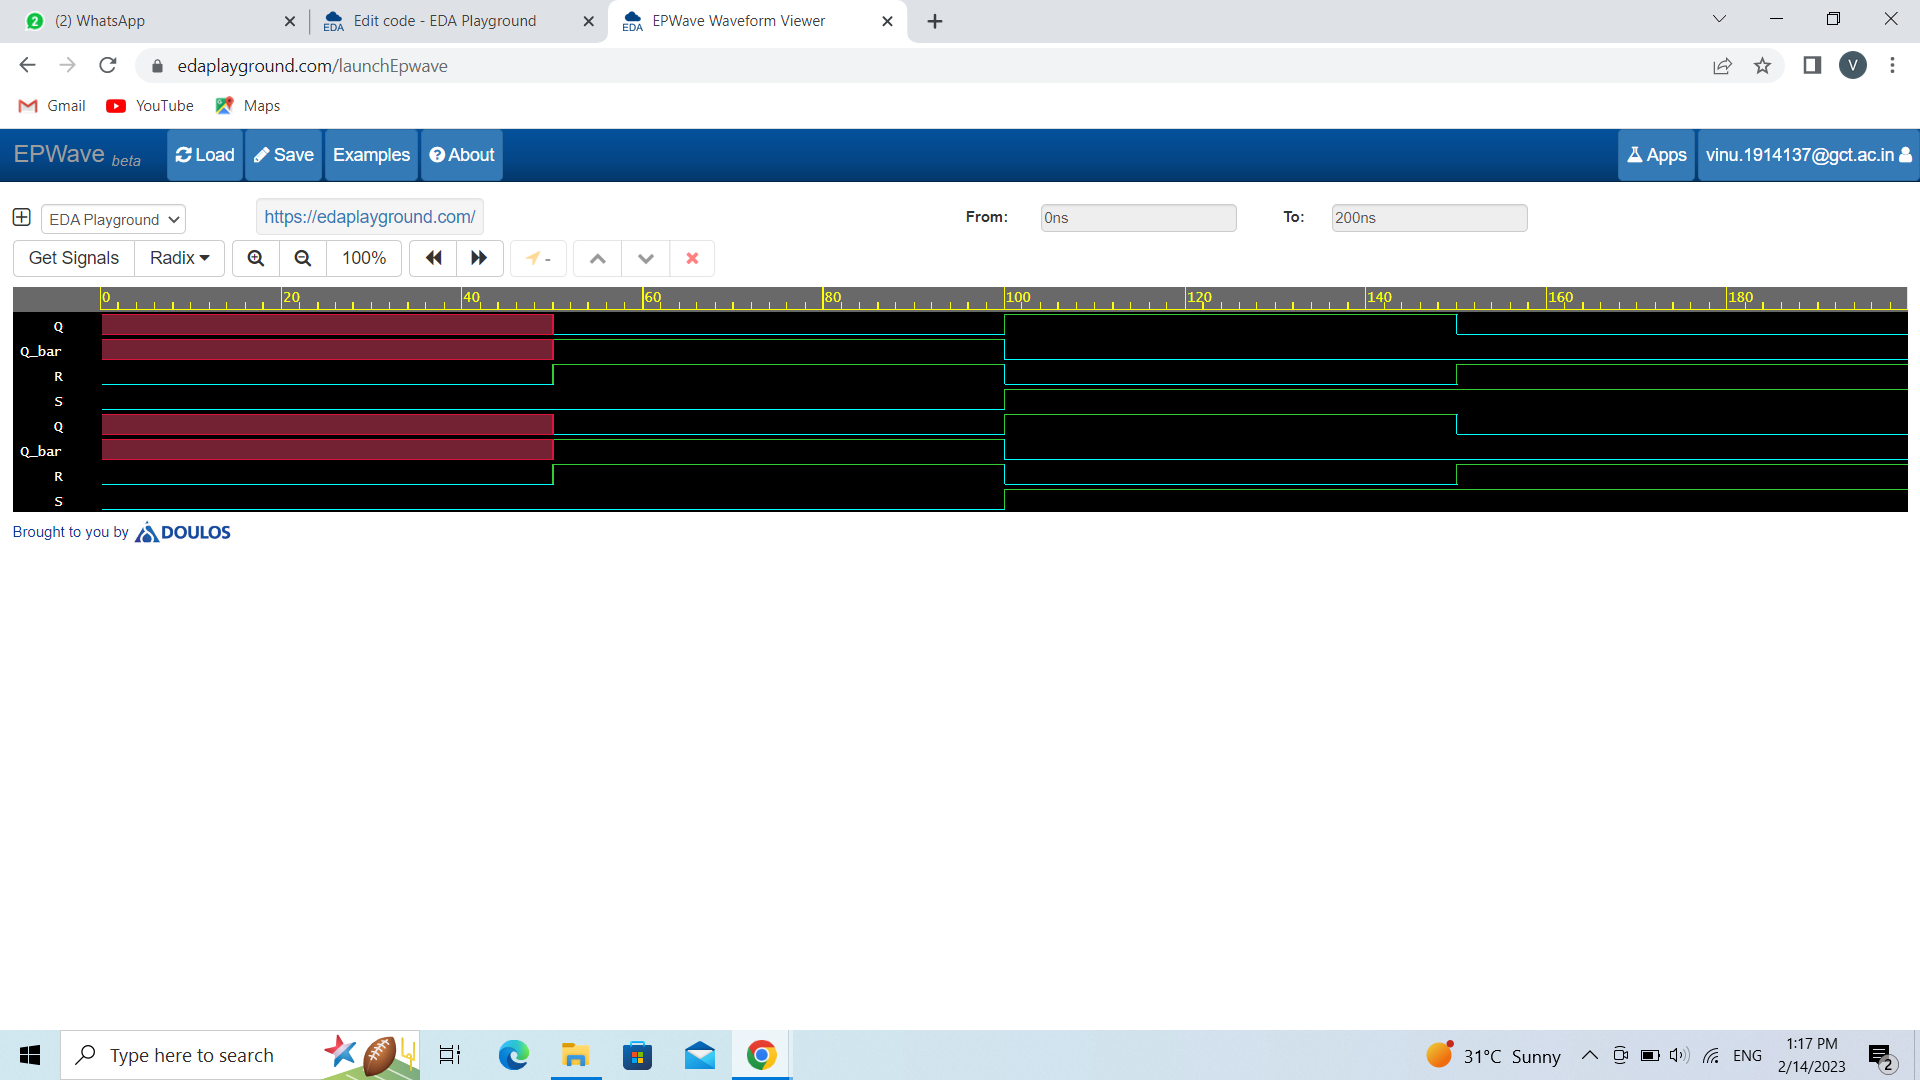 2 (2) WhatsApp
EDA Edit code - EDA Playground
EDA EPWave Waveform Viewer
edaplayground.com/launchEpwave
V
Gmail YouTube Maps
EPWave beta Load Save Examples About Apps vinu.1914137@gct.ac.in
EDA Playground https://edaplayground.com/ From: 0ns To: 200ns
Get Signals Radix 100% -
0 20 40 60 80 100 120 140 160 180
Q
Q_bar
R
S
Q
Q_bar
R
S
Brought to you by DOULOS
Type here to search
31°C Sunny
ENG
1:17 PM
2/14/2023
2